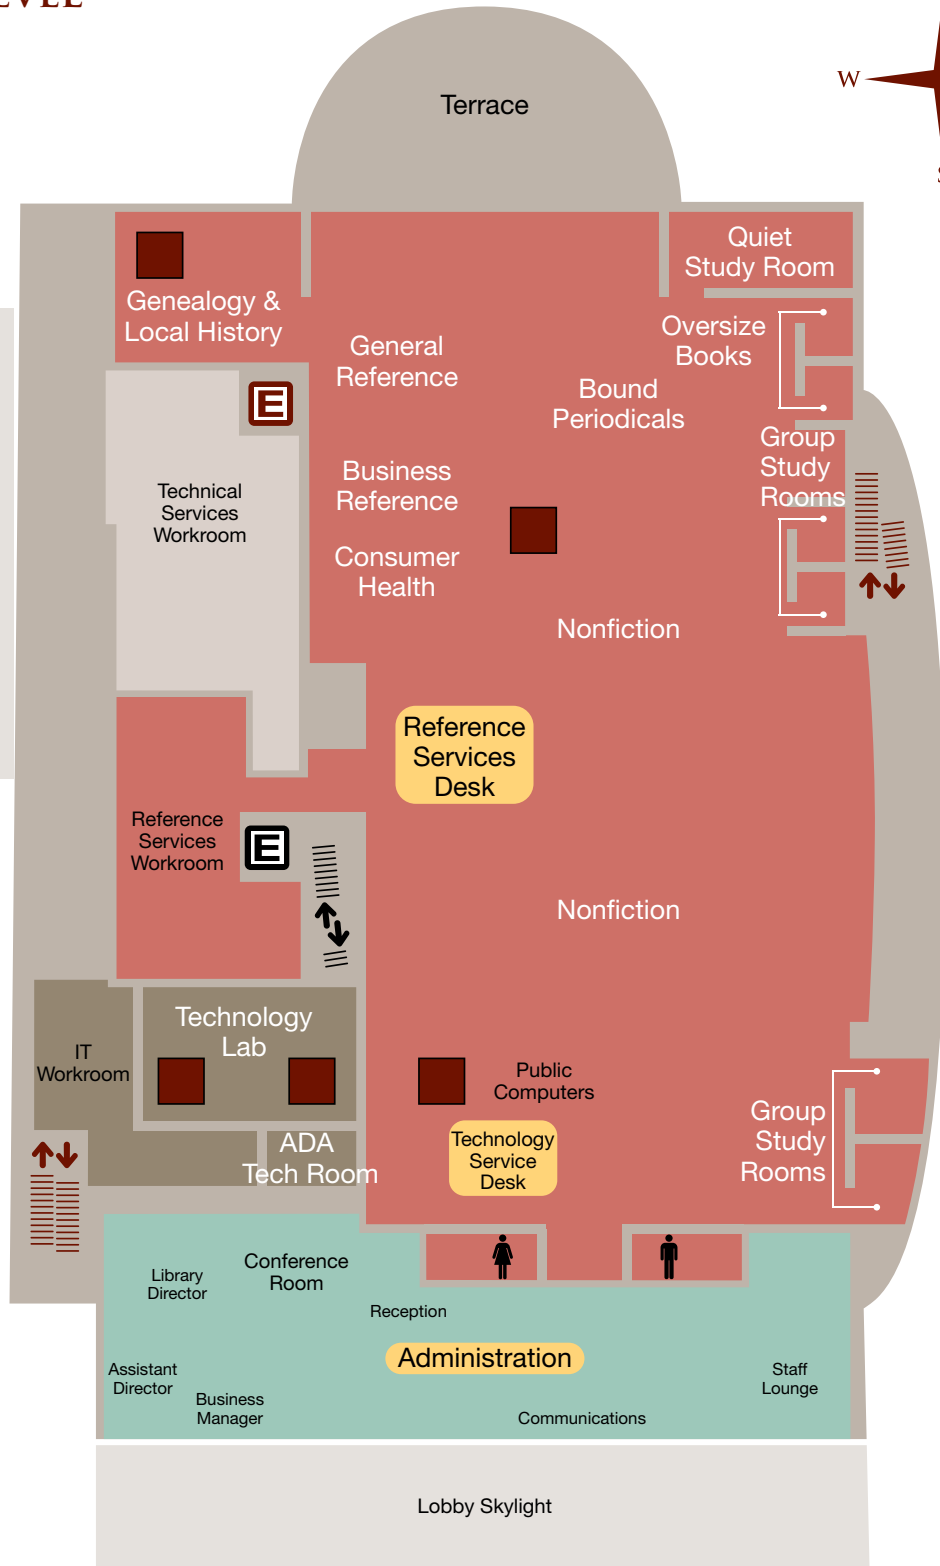 Terrace
W
Quiet
Study Room
Genealogy &
Local History
General
Reference
Oversize
Books
Bound
Periodicals
E
Group
Study
Rooms
Business
Reference
Technical
Services
Workroom
Consumer
Health
Nonfiction
Reference
Services
Desk
Reference
Services
Workroom
E
Nonfiction
Technology
Lab
IT
Workroom
Public
Computers
Group
Study
Rooms
Technology
Service
Desk
ADA
Tech Room
Conference
Room
Library
Director
Reception
Administration
Assistant
Director
Staff
Lounge
Business
Manager
Communications
Lobby Skylight